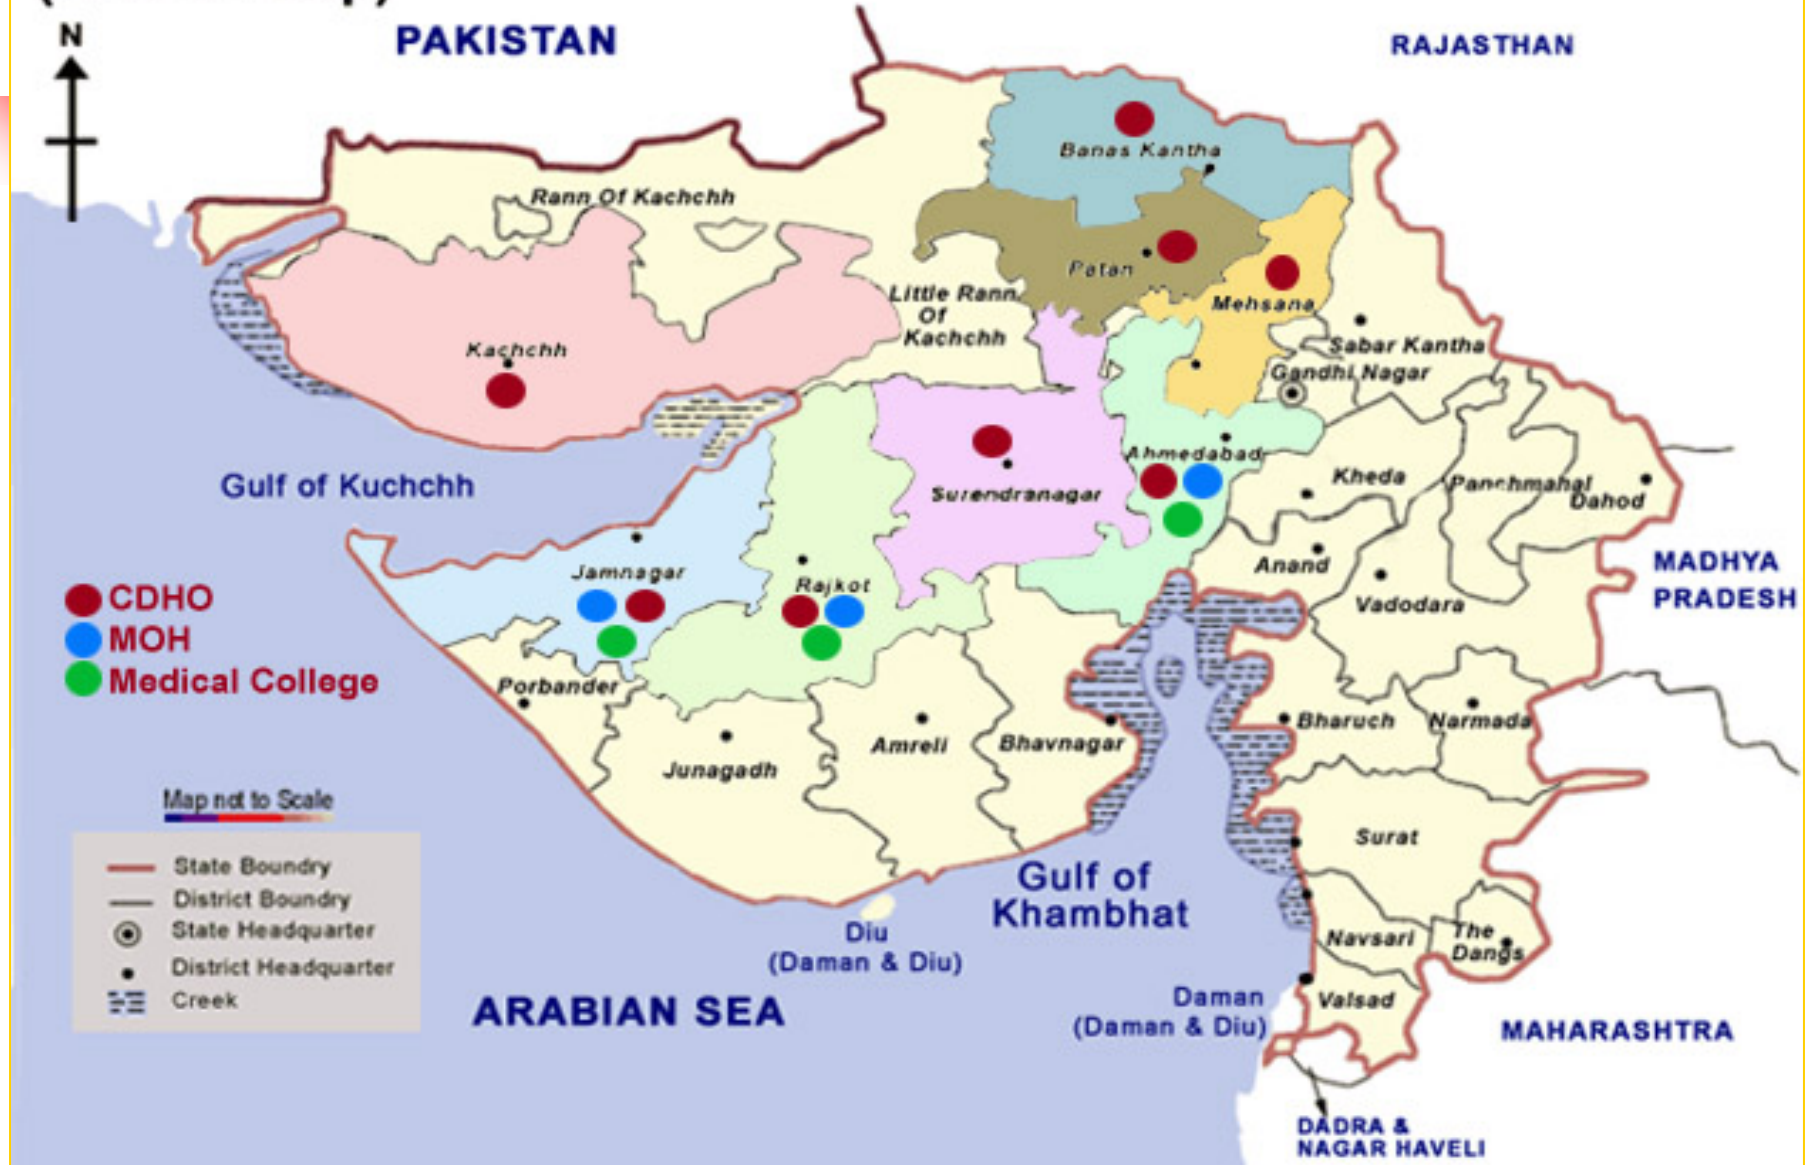 N
PAKISTAN
RAJASTHAN
Banas Kantha
Rann Of Kachchh
Patan
Mehsana
Little Rann
Of
Kachchh
Kachchh
Sabar Kantha
Gandhi Nagar
Ahmedabad
Gulf of Kuchchh
Surendranagar
Kheda
Panchmahal
Dahod
Anand
MADHYA
PRADESH
Jamnagar
Rajkot
Vadodara
CDHO
MOH
Medical College
Porbander
Junagadh
Amreli
Bhavnagar
Bharuch
Narmada
Map not to Scale
State Boundry
District Boundry
State Headquarter
District Headquarter
Creek
Surat
Gulf of
Khambhat
Diu
(Daman & Diu)
Navsari
The
Dangs
ARABIAN SEA
Daman
(Daman & Diu)
Valsad
MAHARASHTRA
DADRA &
NAGAR HAVELI